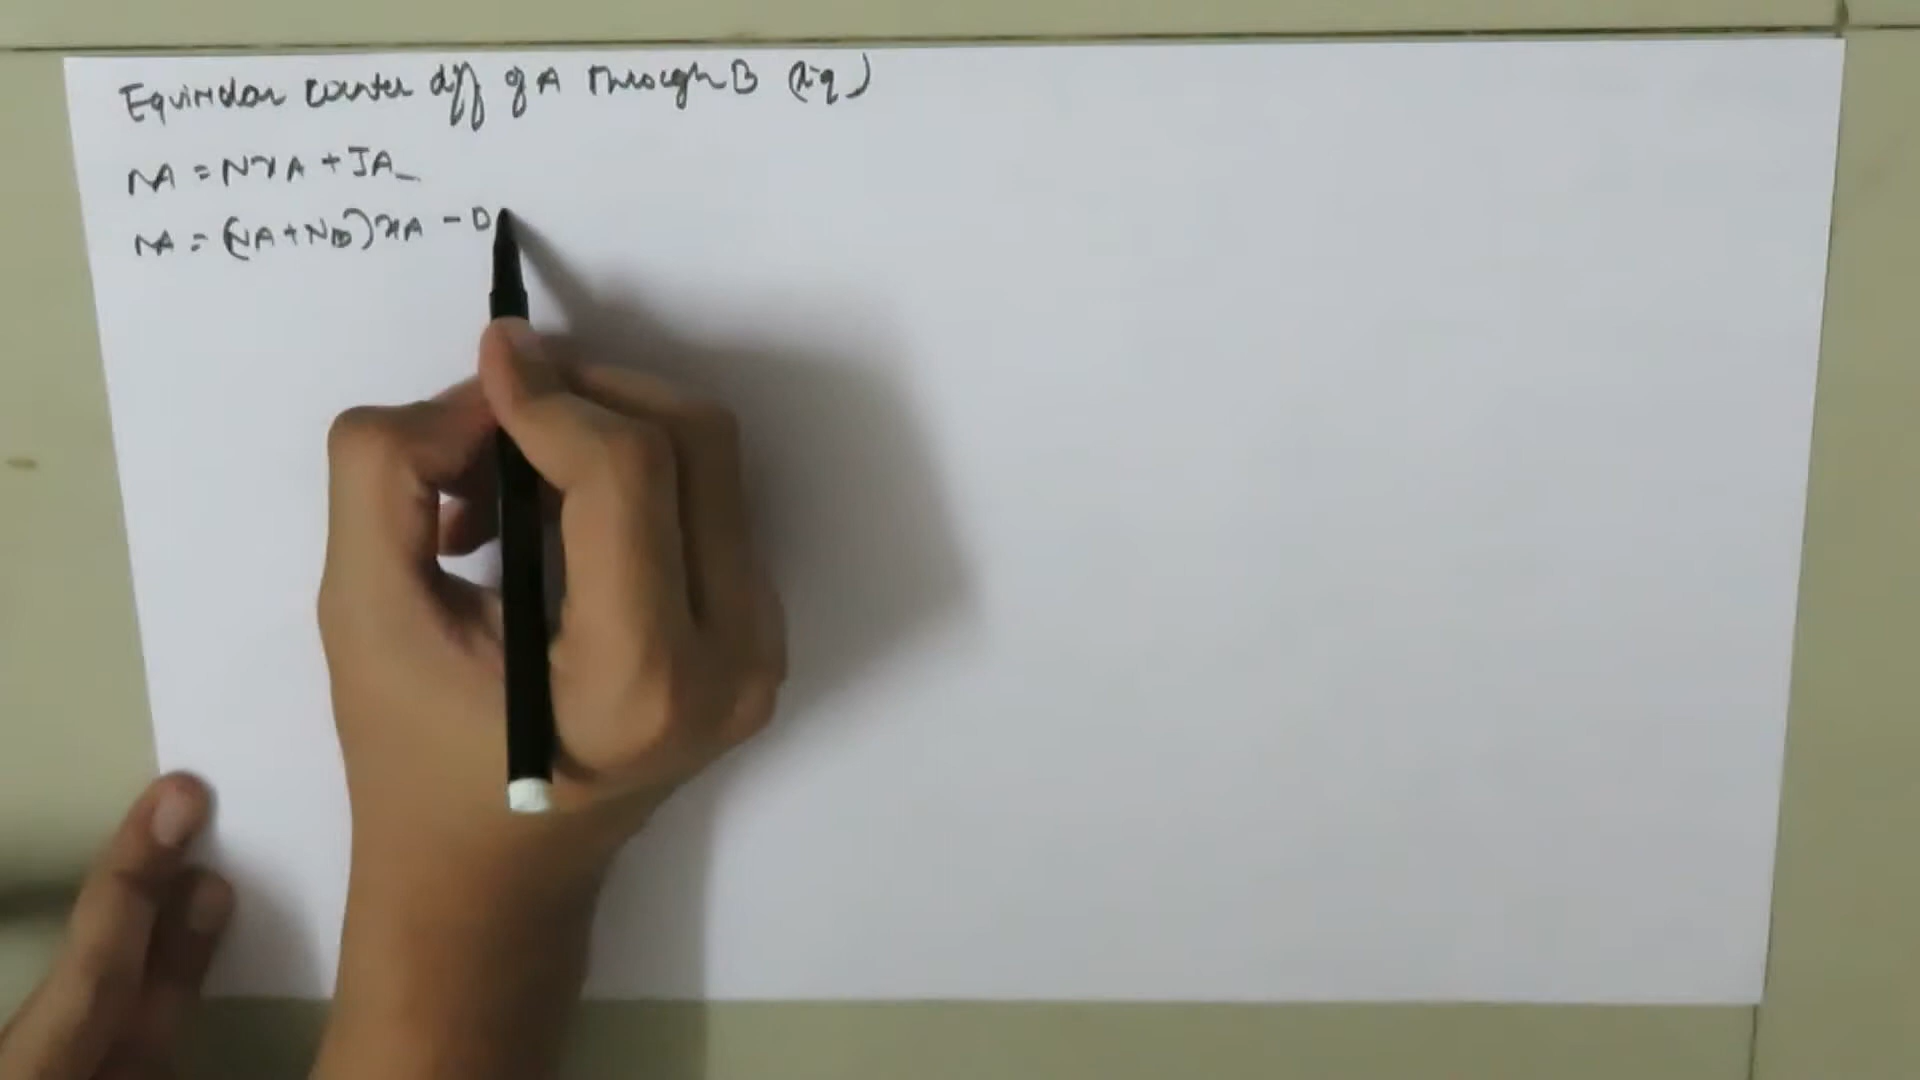 Equimolar counter diff of A through B (liq)
NA = NxA + JA
NA = (NA+NB)xA - D